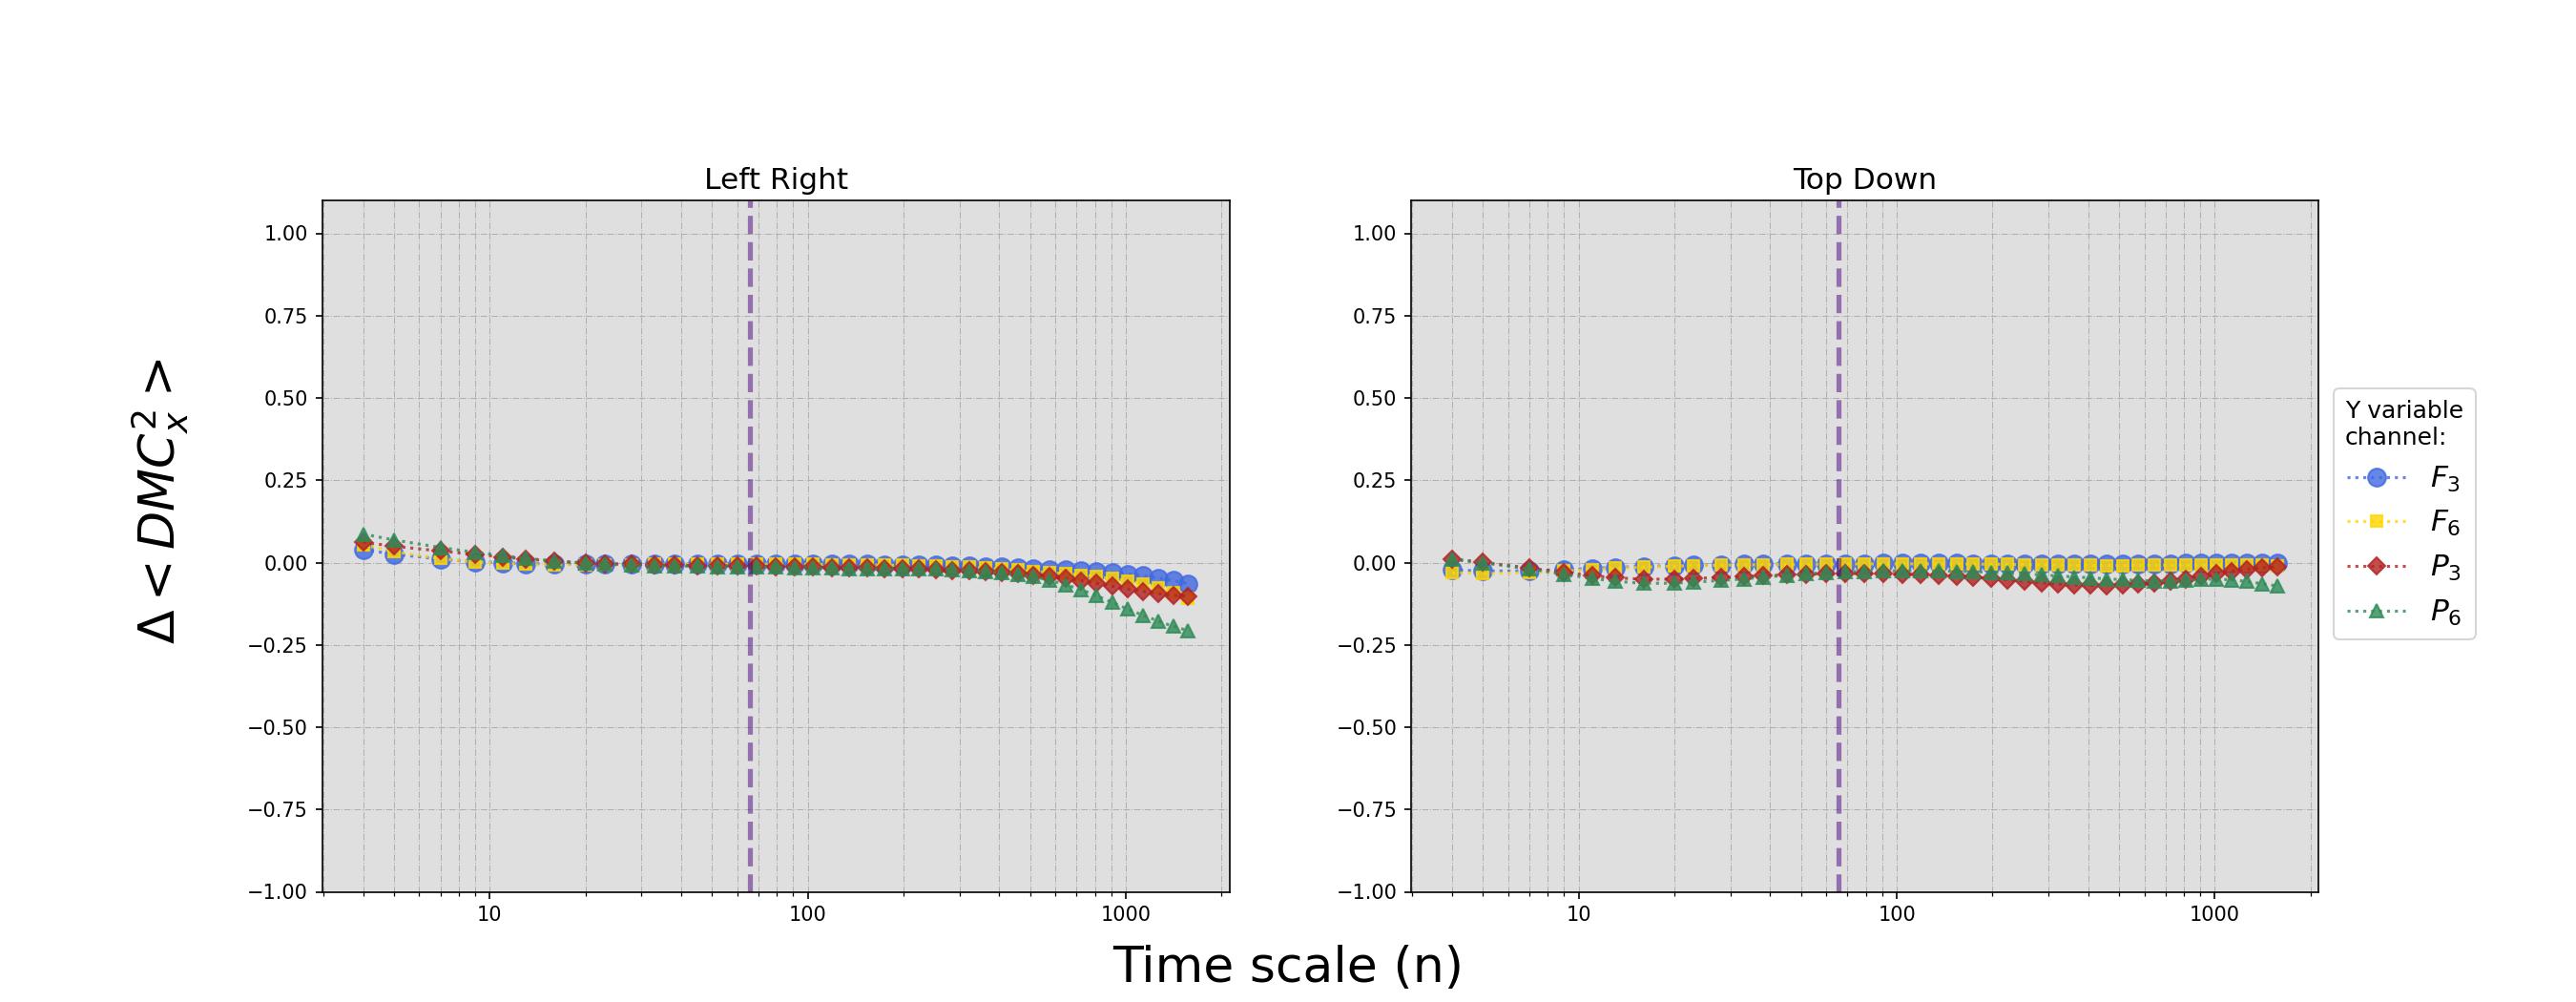 Left Right
Top Down
Δ < DMC²ₓ >
1.00
0.75
0.50
0.25
0.00
−0.25
−0.50
−0.75
−1.00
10 100 1000
1.00
0.75
0.50
0.25
0.00
−0.25
−0.50
−0.75
−1.00
10 100 1000
Y variable
channel:
F₃
F₆
P₃
P₆
Time scale (n)